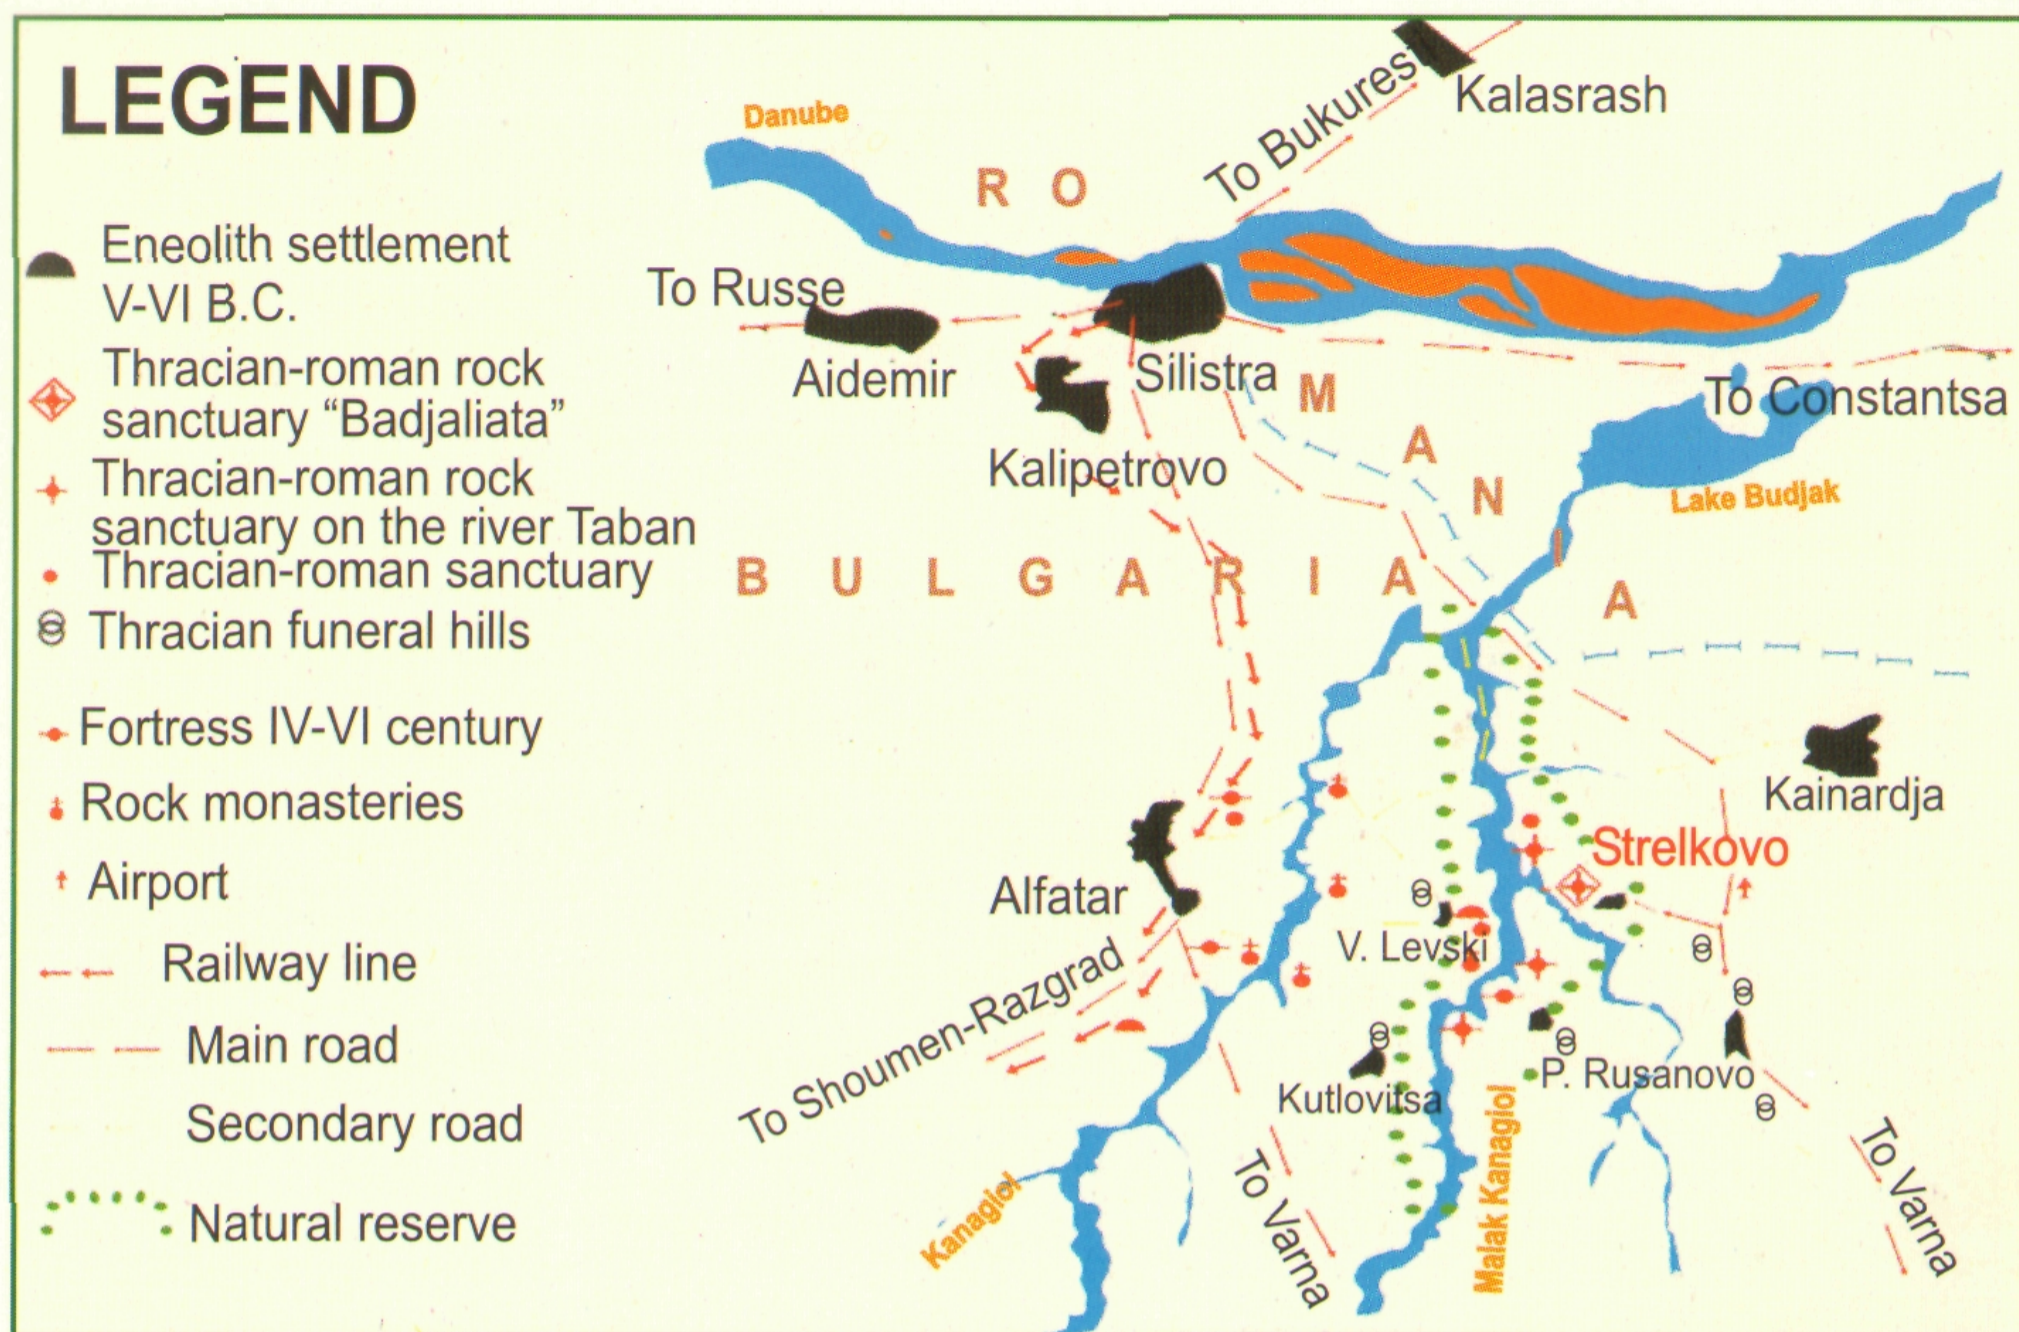 LEGEND
Eneolith settlement
V-VI B.C.
Thracian-roman rock
sanctuary “Badjaliata”
Thracian-roman rock
sanctuary on the river Taban
Thracian-roman sanctuary
Thracian funeral hills
Fortress IV-VI century
Rock monasteries
Airport
Railway line
Main road
Secondary road
Natural reserve
Danube
To Bukurest
Kalasrash
R O M A N I A
To Russe
Aidemir
Silistra
Kalipetrovo
To Constantsa
Lake Budjak
B U L G A R I A
Kainardja
Strelkovo
Alfatar
V. Levski
To Shoumen-Razgrad
Kutlovitsa
P. Rusanovo
Kanagiol
Malak Kanagiol
To Varna
To Varna